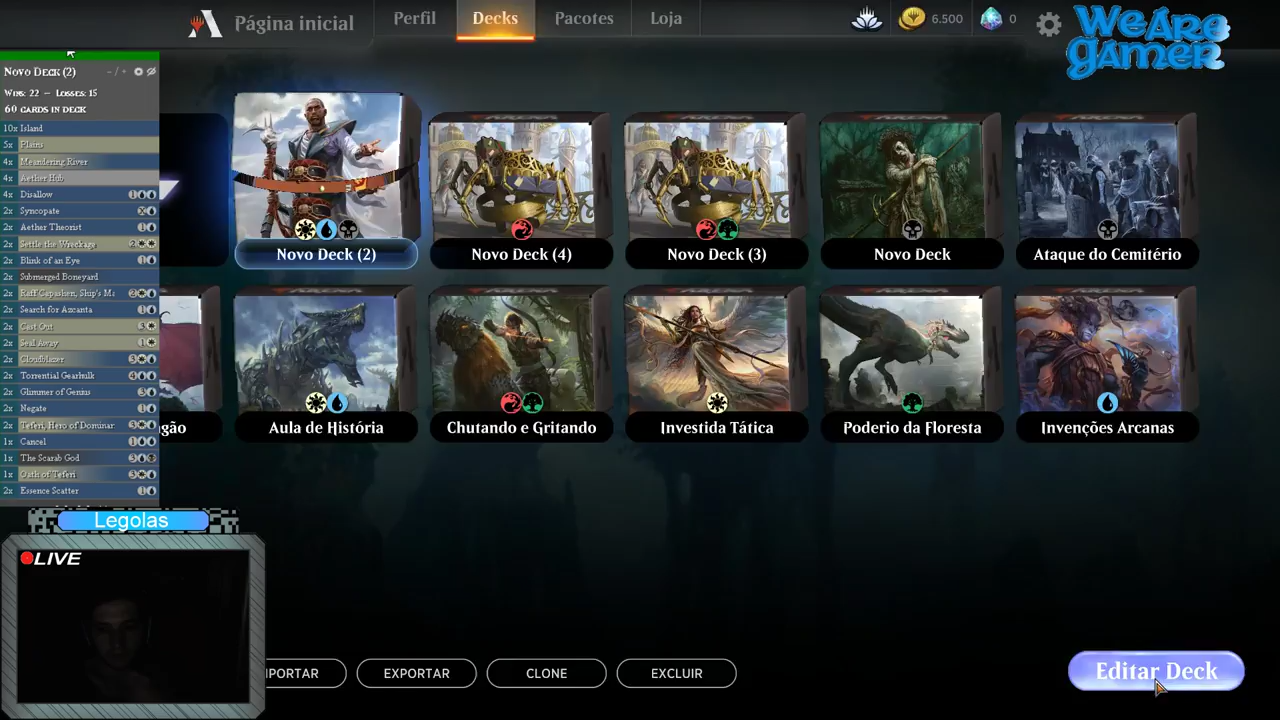 Página inicial
Perfil
Decks
Pacotes
Loja
6.500
0
WeAre
Gamer
Novo Deck (2)
- / +
Wins: 22 – Losses: 15
60 cards in deck
10x Island
5x Plains
4x Meandering River
4x Aether Hub
4x Disallow
2x Syncopate
2x Aether Theorist
2x Settle the Wreckage
2x Blink of an Eye
2x Submerged Boneyard
2x Raff Capashen, Ship's Ma
2x Search for Azcanta
2x Cast Out
2x Seal Away
2x Cloudblazer
2x Torrential Gearhulk
2x Glimmer of Genius
2x Negate
2x Teferi, Hero of Dominar
1x Cancel
1x The Scarab God
1x Oath of Teferi
2x Essence Scatter
Novo Deck (2)
Novo Deck (4)
Novo Deck (3)
Novo Deck
Ataque do Cemitério
gão
Aula de História
Chutando e Gritando
Investida Tática
Poderio da Floresta
Invenções Arcanas
Legolas
LIVE
PORTAR
EXPORTAR
CLONE
EXCLUIR
Editar Deck